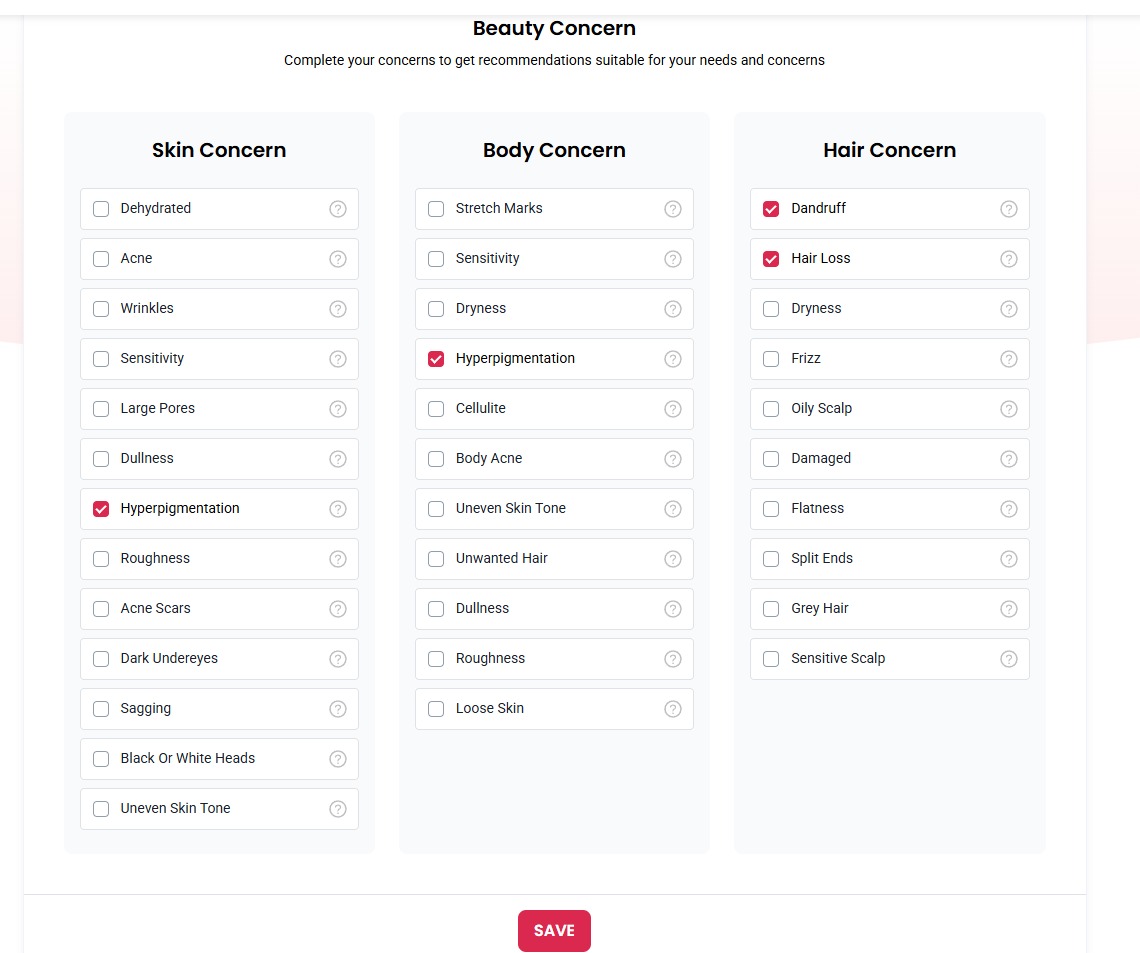 Beauty Concern
Complete your concerns to get recommendations suitable for your needs and concerns
Skin Concern
Dehydrated
Acne
Wrinkles
Sensitivity
Large Pores
Dullness
Hyperpigmentation
Roughness
Acne Scars
Dark Undereyes
Sagging
Black Or White Heads
Uneven Skin Tone
Body Concern
Stretch Marks
Sensitivity
Dryness
Hyperpigmentation
Cellulite
Body Acne
Uneven Skin Tone
Unwanted Hair
Dullness
Roughness
Loose Skin
Hair Concern
Dandruff
Hair Loss
Dryness
Frizz
Oily Scalp
Damaged
Flatness
Split Ends
Grey Hair
Sensitive Scalp
SAVE